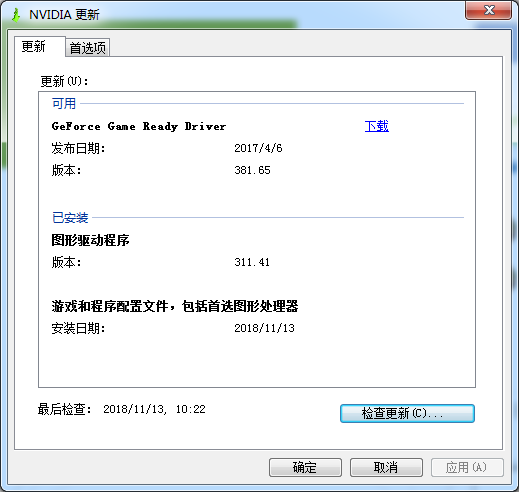 NVIDIA 更新
更新 首选项
更新(U):
可用
GeForce Game Ready Driver 下载
发布日期: 2017/4/6
版本: 381.65
已安装
图形驱动程序
版本: 311.41
游戏和程序配置文件，包括首选图形处理器
安装日期: 2018/11/13
最后检查: 2018/11/13, 10:22 检查更新(C)...
确定 取消 应用(A)